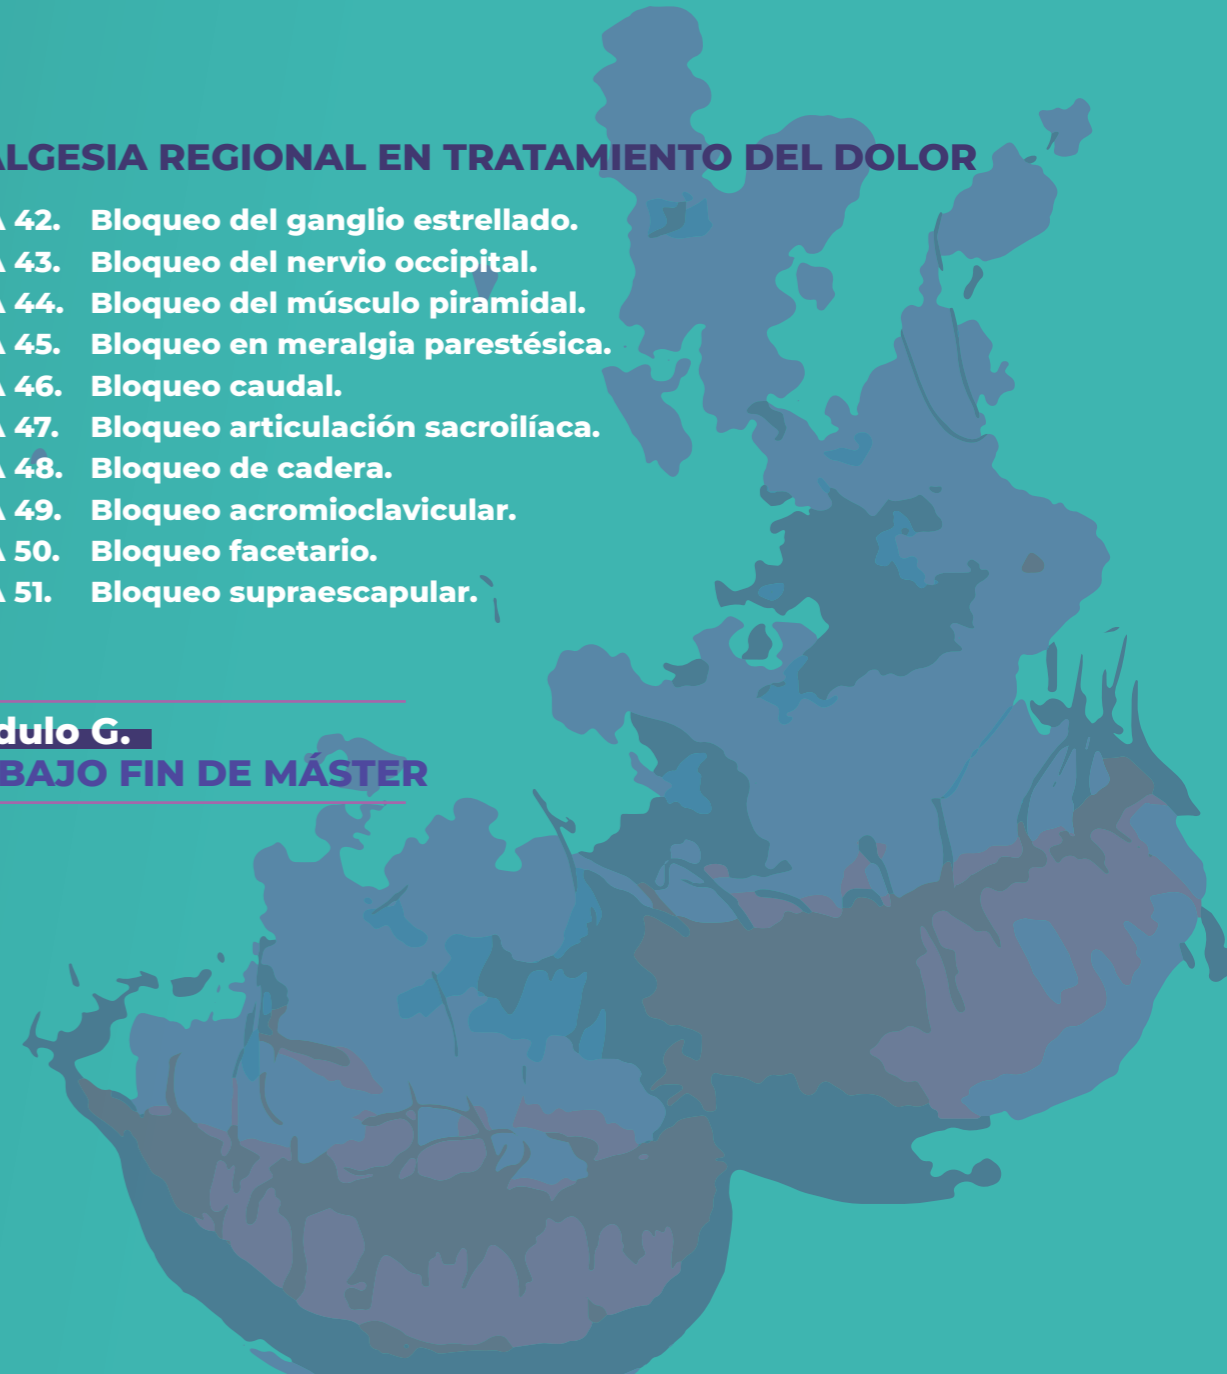 ALGESIA REGIONAL EN TRATAMIENTO DEL DOLOR
A 42. Bloqueo del ganglio estrellado.
A 43. Bloqueo del nervio occipital.
A 44. Bloqueo del músculo piramidal.
A 45. Bloqueo en meralgia parestésica.
A 46. Bloqueo caudal.
A 47. Bloqueo articulación sacroilíaca.
A 48. Bloqueo de cadera.
A 49. Bloqueo acromioclavicular.
A 50. Bloqueo facetario.
A 51. Bloqueo supraescapular.
dulo G.
BAJO FIN DE MÁSTER